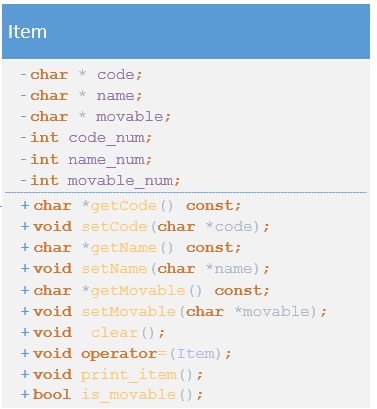 Item
- char * code;
- char * name;
- char * movable;
- int code_num;
- int name_num;
- int movable_num;
+ char *getCode() const;
+ void setCode(char *code);
+ char *getName() const;
+ void setName(char *name);
+ char *getMovable() const;
+ void setMovable(char *movable);
+ void clear();
+ void operator=(Item);
+ void print_item();
+ bool is_movable();